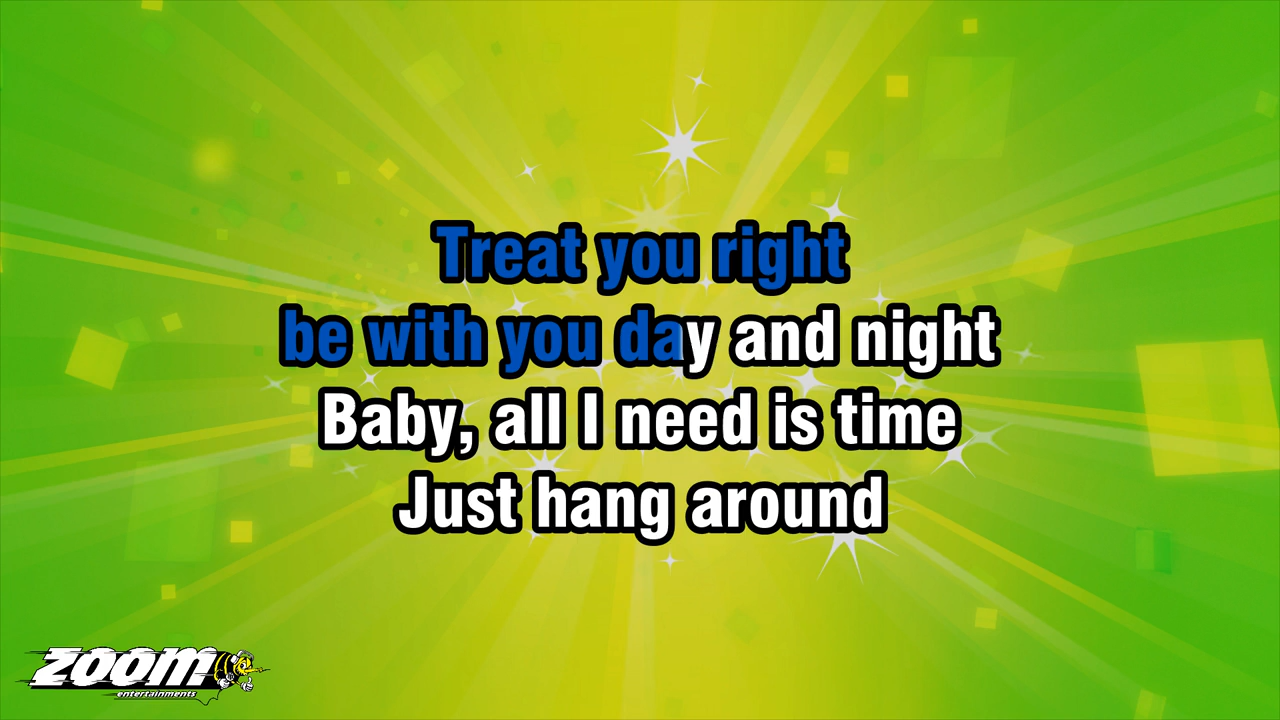 Treat you right
be with you day and night
Baby, all I need is time
Just hang around
ZOOM
entertainments